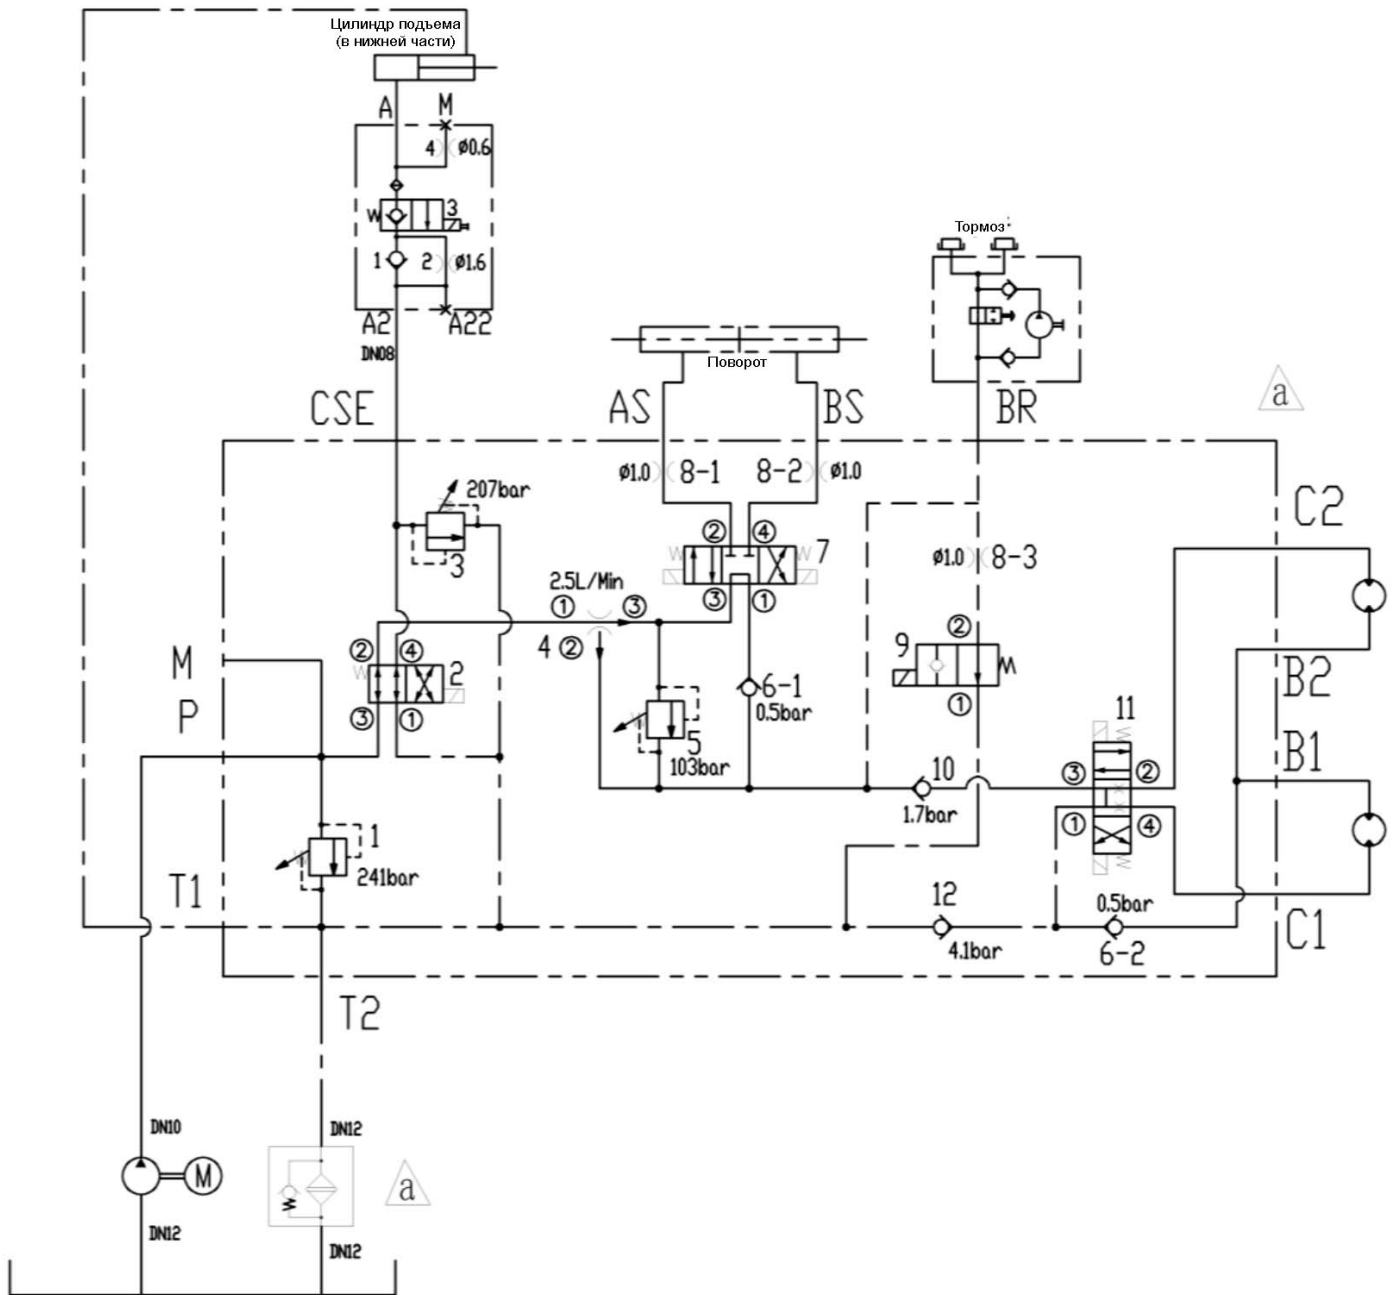 Цилиндр подъема
(в нижней части)
A
M
4
Ø0.6
W
3
1
2
Ø1.6
A2
A22
DN08
Тормоз
Поворот
CSE
AS
BS
BR
a
Ø1.0
8-1
8-2
Ø1.0
207bar
3
C2
② ④
7
W
W
2.5L/Min
① ③
4 ②
③ ①
Ø1.0
8-3
M
② ④
W
2
P
③ ①
9
②
W
①
6-1
0.5bar
5
103bar
B2
11
B1
③ ②
① ④
10
1.7bar
1
241bar
T1
12
4.1bar
0.5bar
6-2
C1
T2
DN10
DN12
M
a
DN12
DN12